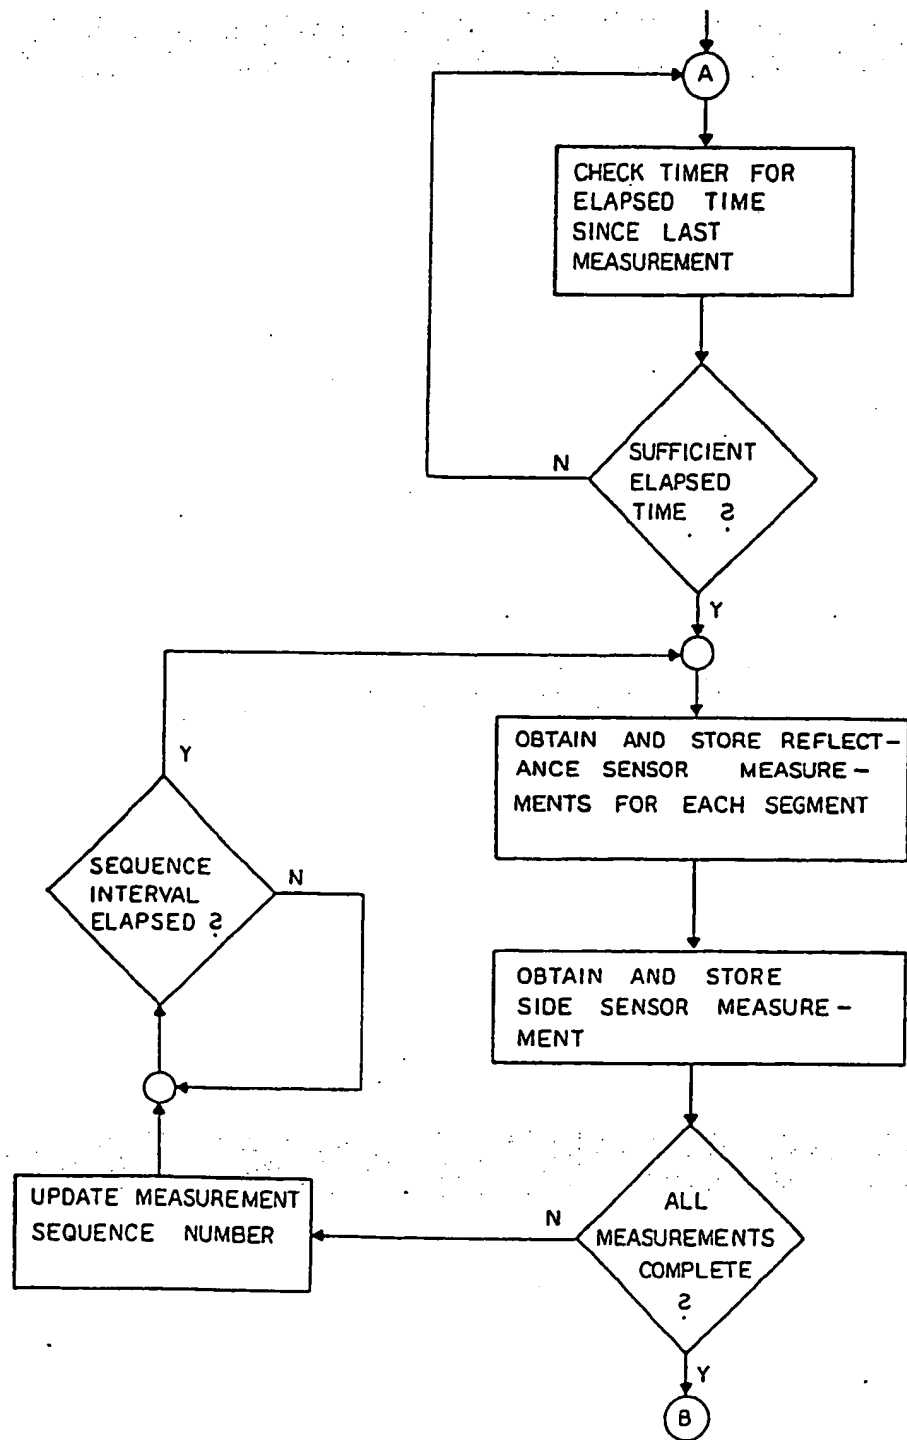 A
CHECK TIMER FOR
ELAPSED TIME
SINCE LAST
MEASUREMENT
SUFFICIENT
ELAPSED
TIME ?
N
Y
OBTAIN AND STORE REFLECT-
ANCE SENSOR MEASURE-
MENTS FOR EACH SEGMENT
Y
SEQUENCE
INTERVAL
ELAPSED ?
N
OBTAIN AND STORE
SIDE SENSOR MEASURE-
MENT
ALL
MEASUREMENTS
COMPLETE
?
N
UPDATE MEASUREMENT
SEQUENCE NUMBER
Y
B